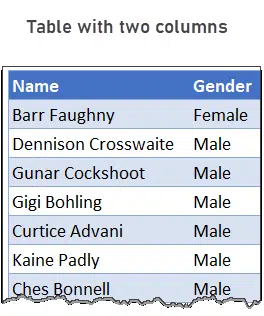 Table with two columns
Name Gender
Barr Faughny Female
Dennison Crosswaite Male
Gunar Cockshoot Male
Gigi Bohling Male
Curtice Advani Male
Kaine Padly Male
Ches Bonnell Male